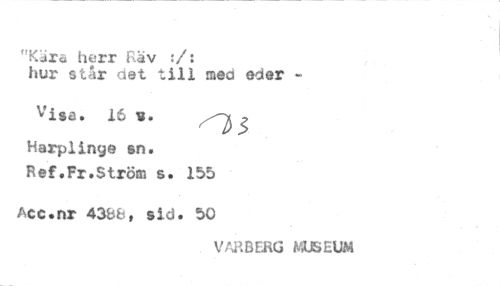 "Kära herr Räv :/:
hur står det till med eder -
Visa. 16 v.
D3
Harplinge sn.
Ref.Fr.Ström s. 155
Acc.nr 4388, sid. 50
VARBERG MUSEUM